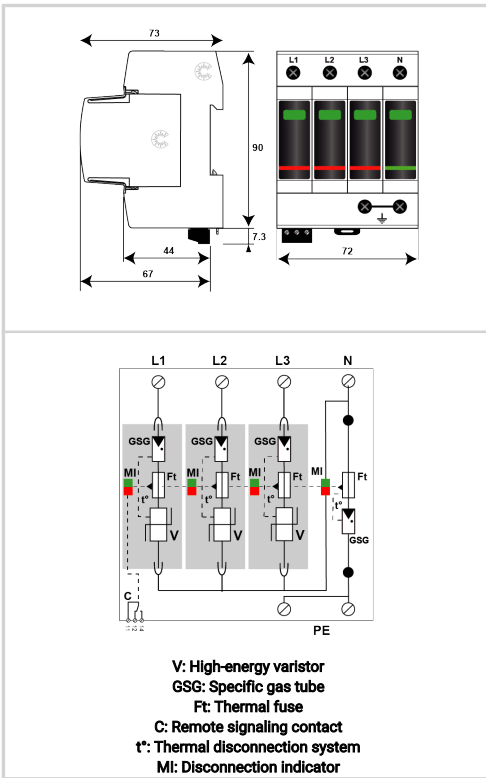 73
L1 L2 L3 N
90
7.3
44
67
72
L1 L2 L3 N
GSG GSG GSG
MI Ft MI Ft MI Ft MI Ft
t° t° t° t°
V V V GSG
C
PE
V: High-energy varistor
GSG: Specific gas tube
Ft: Thermal fuse
C: Remote signaling contact
t°: Thermal disconnection system
MI: Disconnection indicator